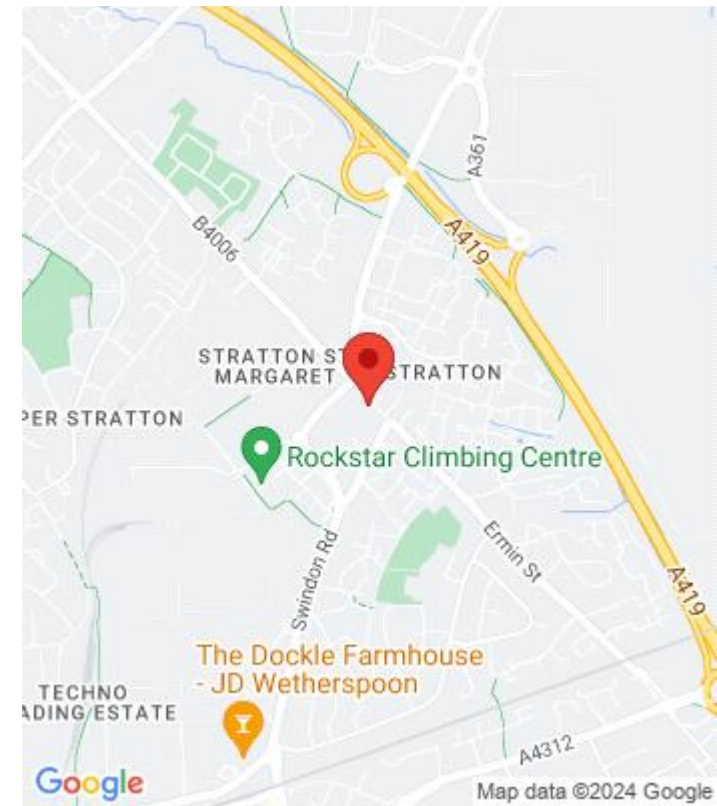 A361
A419
B4006
STRATTON ST
MARGARET
STRATTON
PER STRATTON
Rockstar Climbing Centre
Ermin St
Swindon Rd
A419
The Dockle Farmhouse
- JD Wetherspoon
TECHNO
ADING ESTATE
A4312
Google
Map data ©2024 Google